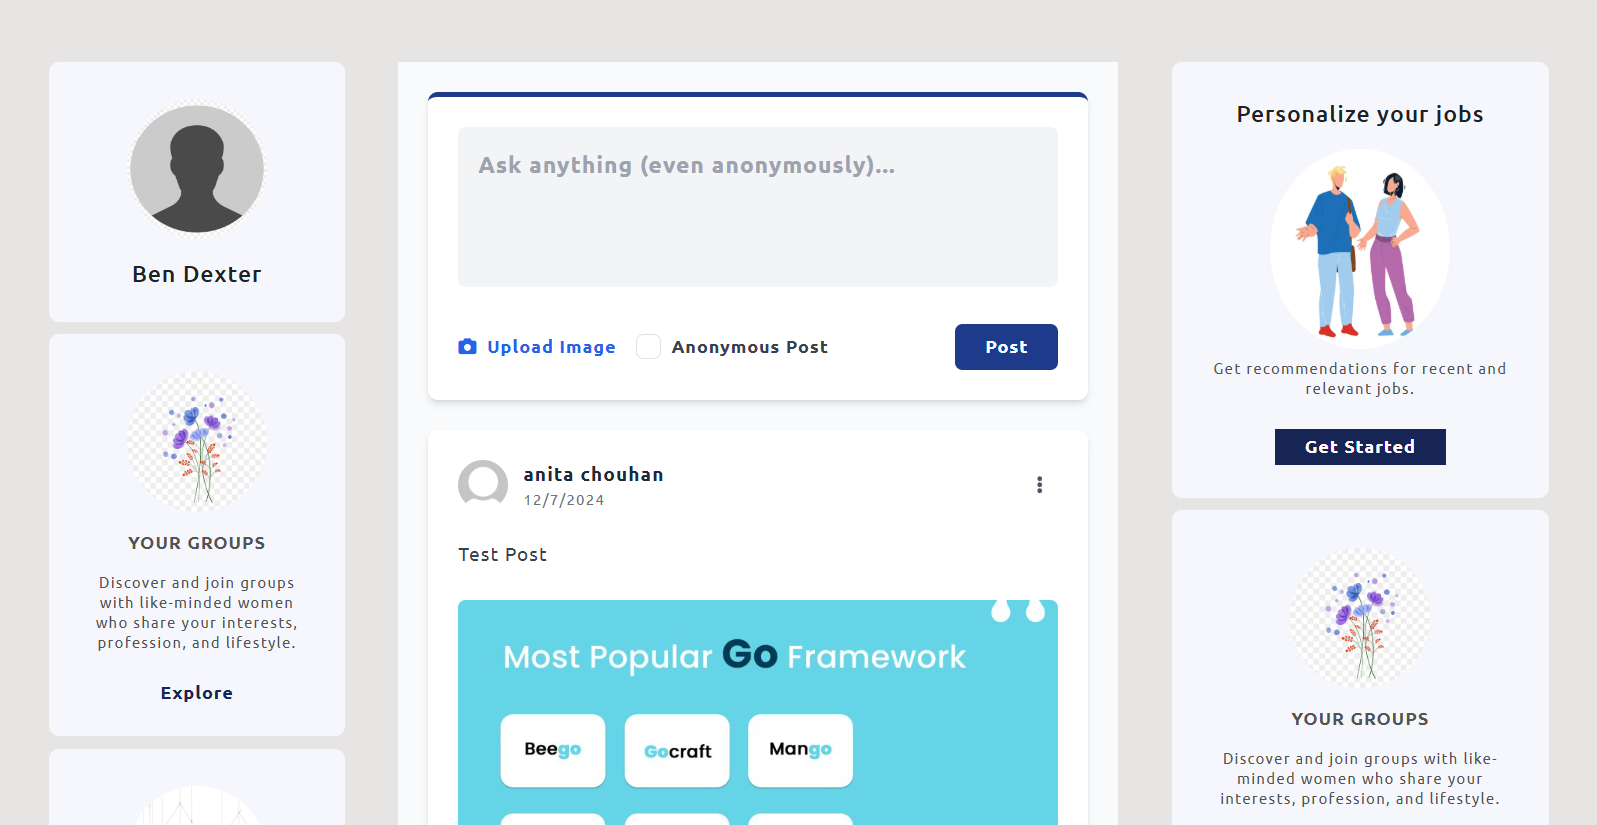 Ben Dexter
YOUR GROUPS
Discover and join groups
with like-minded women
who share your interests,
profession, and lifestyle.
Explore
Ask anything (even anonymously)...
Upload Image
Anonymous Post
Post
anita chouhan
12/7/2024
Test Post
Most Popular Go Framework
Beego
Gocraft
Mango
Personalize your jobs
Get recommendations for recent and
relevant jobs.
Get Started
YOUR GROUPS
Discover and join groups with like-
minded women who share your
interests, profession, and lifestyle.